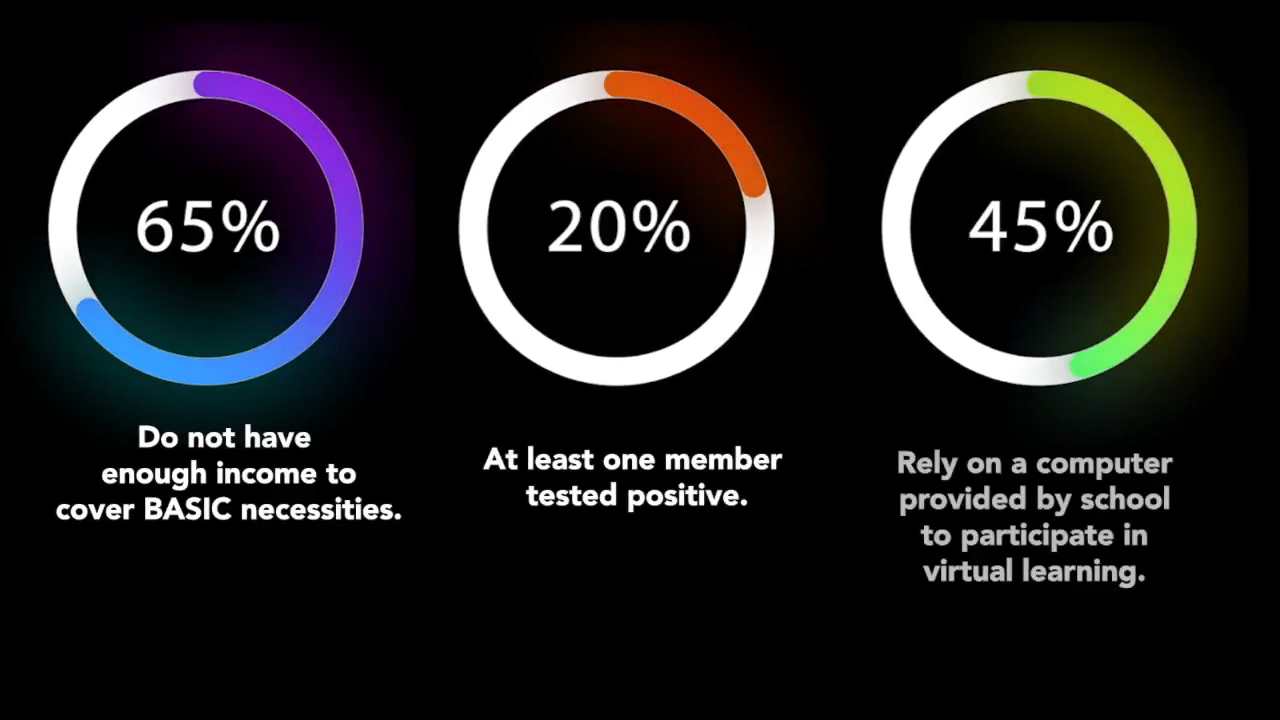 65%
Do not have
enough income to
cover BASIC necessities.
20%
At least one member
tested positive.
45%
Rely on a computer
provided by school
to participate in
virtual learning.